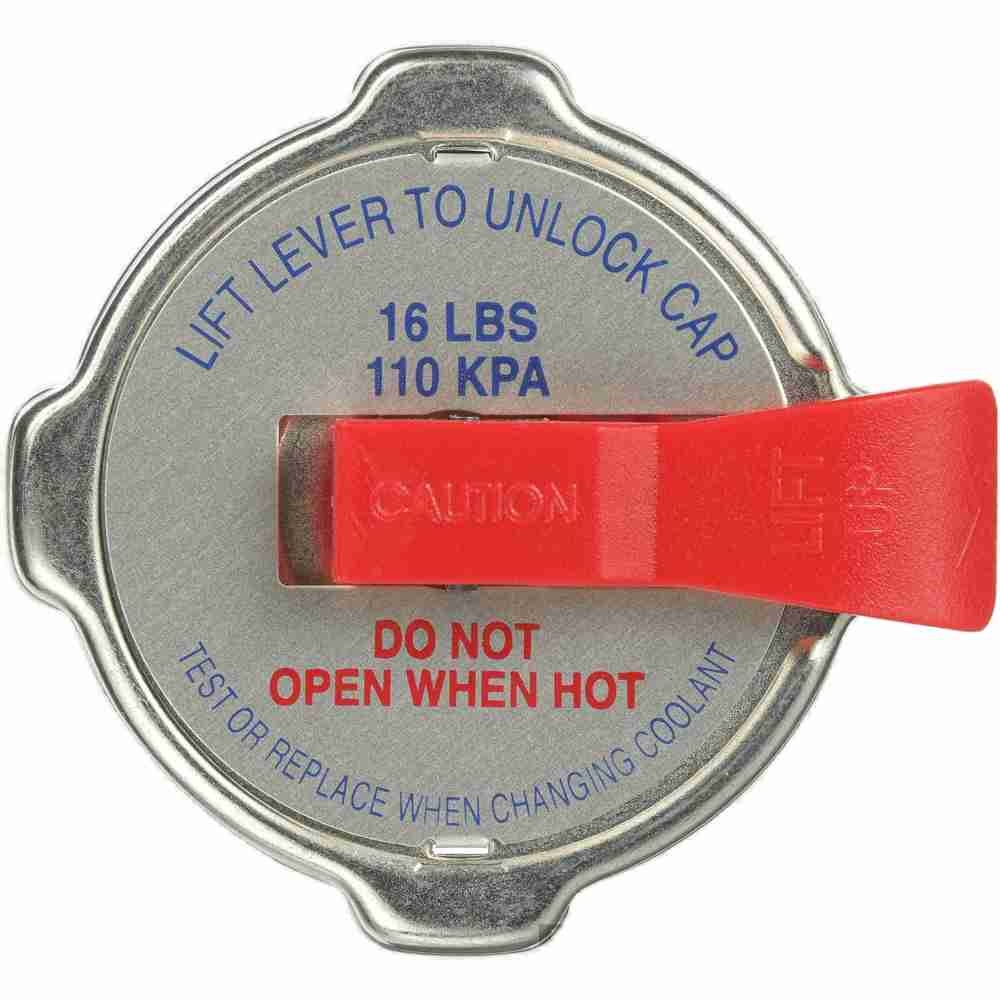 LIFT LEVER TO UNLOCK CAP
16 LBS
110 KPA
CAUTION
LIFT
UP
DO NOT
OPEN WHEN HOT
TEST OR REPLACE WHEN CHANGING COOLANT